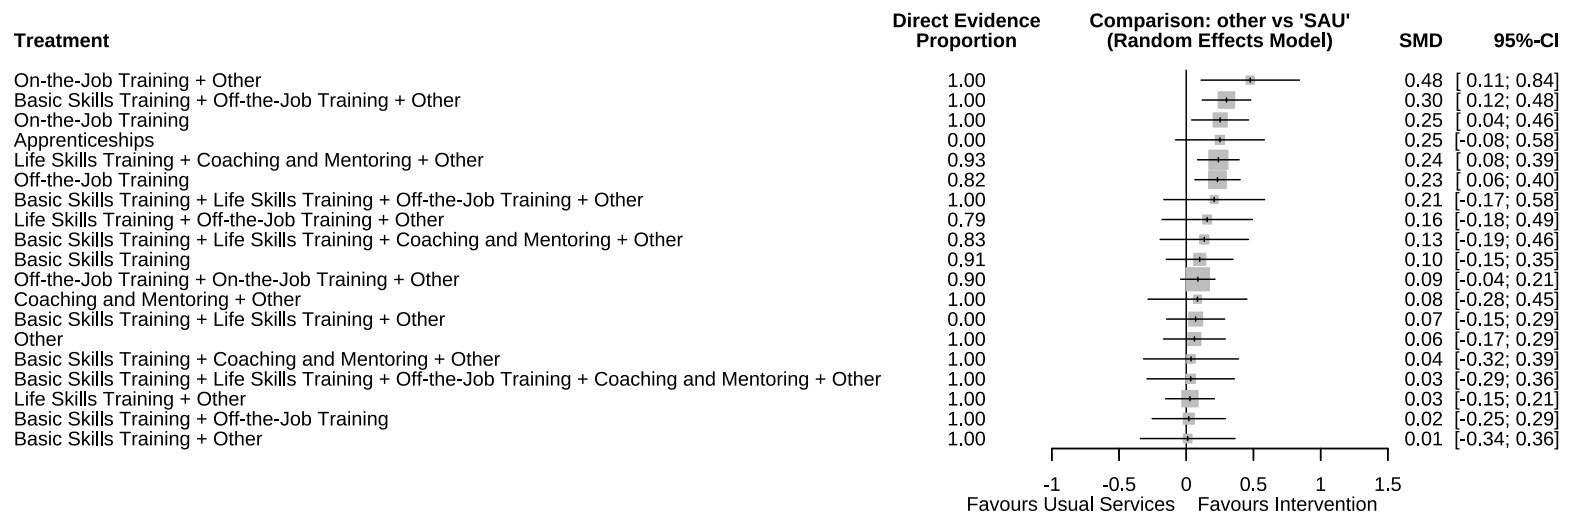 Direct Evidence Comparison: other vs 'SAU'
Treatment Proportion (Random Effects Model) SMD 95%-CI
On-the-Job Training + Other 1.00 0.48 [ 0.11; 0.84]
Basic Skills Training + Off-the-Job Training + Other 1.00 0.30 [ 0.12; 0.48]
On-the-Job Training 1.00 0.25 [ 0.04; 0.46]
Apprenticeships 0.00 0.25 [-0.08; 0.58]
Life Skills Training + Coaching and Mentoring + Other 0.93 0.24 [ 0.08; 0.39]
Off-the-Job Training 0.82 0.23 [ 0.06; 0.40]
Basic Skills Training + Life Skills Training + Off-the-Job Training + Other 1.00 0.21 [-0.17; 0.58]
Life Skills Training + Off-the-Job Training + Other 0.79 0.16 [-0.18; 0.49]
Basic Skills Training + Life Skills Training + Coaching and Mentoring + Other 0.83 0.13 [-0.19; 0.46]
Basic Skills Training 0.91 0.10 [-0.15; 0.35]
Off-the-Job Training + On-the-Job Training + Other 0.90 0.09 [-0.04; 0.21]
Coaching and Mentoring + Other 1.00 0.08 [-0.28; 0.45]
Basic Skills Training + Life Skills Training + Other 0.00 0.07 [-0.15; 0.29]
Other 1.00 0.06 [-0.17; 0.29]
Basic Skills Training + Coaching and Mentoring + Other 1.00 0.04 [-0.32; 0.39]
Basic Skills Training + Life Skills Training + Off-the-Job Training + Coaching and Mentoring + Other 1.00 0.03 [-0.29; 0.36]
Life Skills Training + Other 1.00 0.03 [-0.15; 0.21]
Basic Skills Training + Off-the-Job Training 1.00 0.02 [-0.25; 0.29]
Basic Skills Training + Other 1.00 0.01 [-0.34; 0.36]
-1 -0.5 0 0.5 1 1.5
Favours Usual Services Favours Intervention